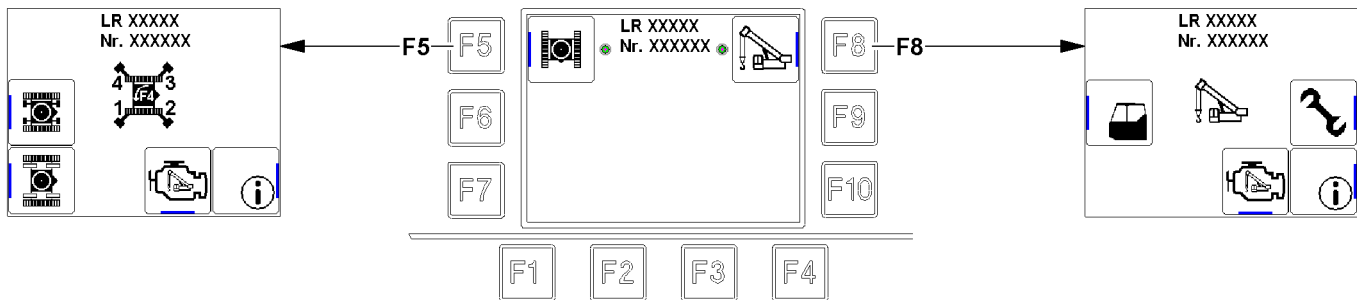 LR XXXXX
Nr. XXXXXX
4 3
F4
1 2
i
F5
F5
F6
F7
LR XXXXX
Nr. XXXXXX
F8
F9
F10
F8
F1 F2 F3 F4
LR XXXXX
Nr. XXXXXX
i